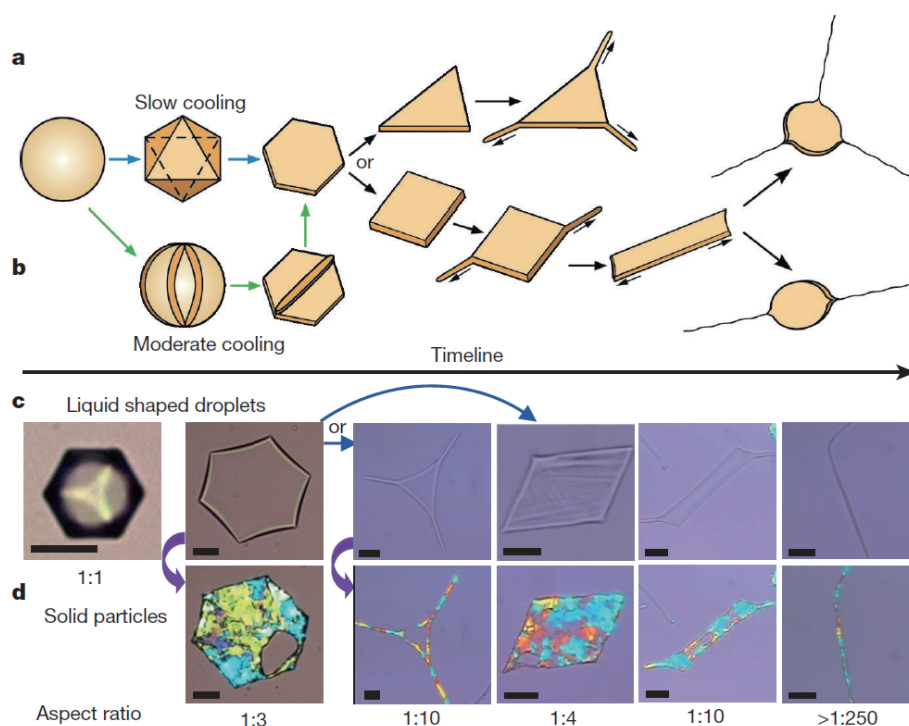 a
Slow cooling
or
b
Moderate cooling
Timeline
c
Liquid shaped droplets
or
1:1
d
Solid particles
Aspect ratio
1:3
1:10
1:4
1:10
>1:250